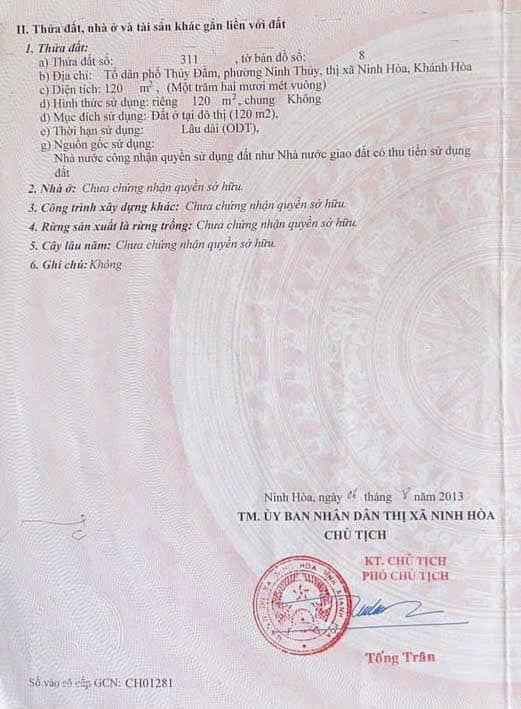 II. Thửa đất, nhà ở và tài sản khác gắn liền với đất
1. Thửa đất:
a) Thửa đất số: 311 , tờ bản đồ số: 8
b) Địa chỉ: Tổ dân phố Thủy Đầm, phường Ninh Thủy, thị xã Ninh Hòa, Khánh Hòa
c) Diện tích: 120 m², (Một trăm hai mươi mét vuông)
d) Hình thức sử dụng: riêng 120 m², chung Không
đ) Mục đích sử dụng: Đất ở tại đô thị (120 m2),
e) Thời hạn sử dụng: Lâu dài (ODT),
g) Nguồn gốc sử dụng:
Nhà nước công nhận quyền sử dụng đất như Nhà nước giao đất có thu tiền sử dụng
đất
2. Nhà ở: Chưa chứng nhận quyền sở hữu.
3. Công trình xây dựng khác: Chưa chứng nhận quyền sở hữu.
4. Rừng sản xuất là rừng trồng: Chưa chứng nhận quyền sở hữu.
5. Cây lâu năm: Chưa chứng nhận quyền sở hữu.
6. Ghi chú: Không
Ninh Hòa, ngày 06 tháng 8 năm 2013
TM. ỦY BAN NHÂN DÂN THỊ XÃ NINH HÒA
CHỦ TỊCH
KT. CHỦ TỊCH
PHÓ CHỦ TỊCH
Tống Trân
Số vào sổ cấp GCN: CH01281